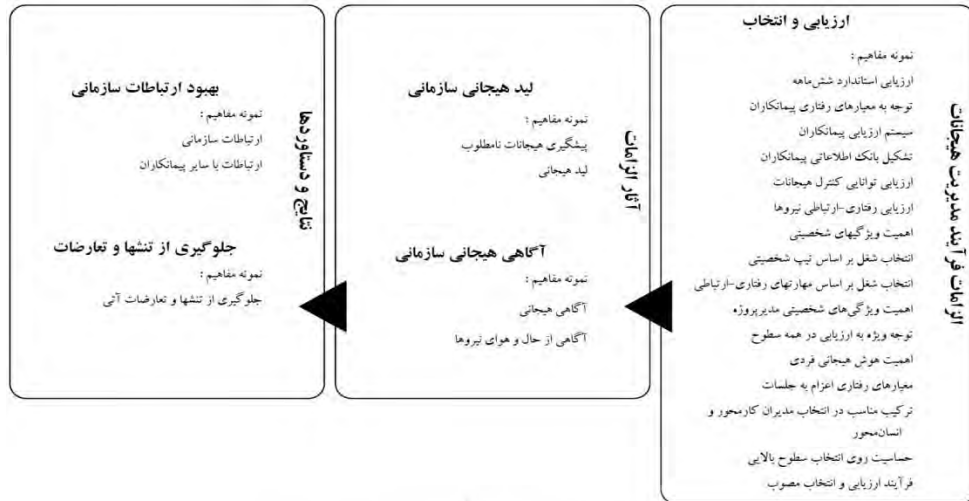 الزامات فرآیند مدیریت هیجانات
ارزیابی و انتخاب
نمونه مفاهیم :
ارزیابی استاندارد شش‌ماهه
توجه به معیارهای رفتاری پیمانکاران
سیستم ارزیابی پیمانکاران
تشکیل بانک اطلاعاتی پیمانکاران
ارزیابی توانایی کنترل هیجانات
ارزیابی رفتاری-ارتباطی نیروها
اهمیت ویژگیهای شخصیتی
انتخاب شغل بر اساس تیپ شخصیتی
انتخاب شغل بر اساس مهارتهای رفتاری-ارتباطی
اهمیت ویژگی‌های شخصیتی مدیرپروژه
توجه ویژه به ارزیابی در همه سطوح
اهمیت هوش هیجانی فردی
معیارهای رفتاری اعزام به جلسات
ترکیب مناسب در انتخاب مدیران کارمحور و
انسان‌محور
حساسیت روی انتخاب سطوح بالایی
فرآیند ارزیابی و انتخاب مصوب
آثار الزامات
لید هیجانی سازمانی
نمونه مفاهیم :
پیشگیری هیجانات نامطلوب
لید هیجانی
آگاهی هیجانی سازمانی
نمونه مفاهیم :
آگاهی هیجانی
آگاهی از حال و هوای نیروها
نتایج و دستاوردها
بهبود ارتباطات سازمانی
نمونه مفاهیم :
ارتباطات سازمانی
ارتباطات با سایر پیمانکاران
جلوگیری از تنشها و تعارضات
نمونه مفاهیم :
جلوگیری از تنشها و تعارضات آتی